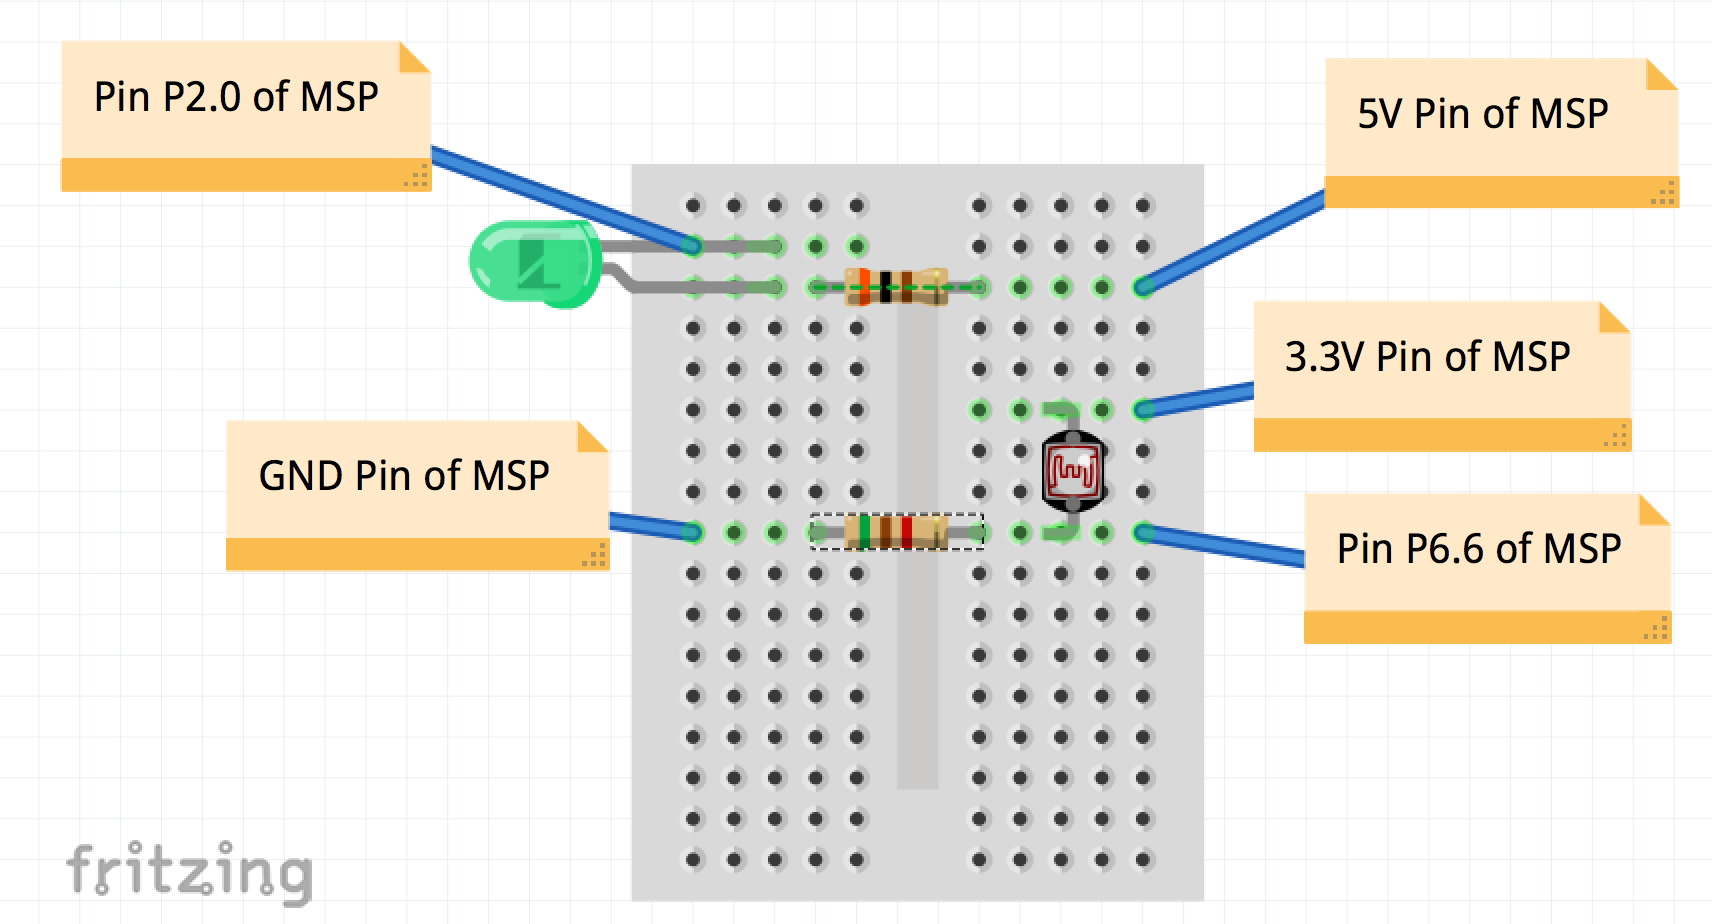 Pin P2.0 of MSP
5V Pin of MSP
3.3V Pin of MSP
GND Pin of MSP
Pin P6.6 of MSP
fritzing